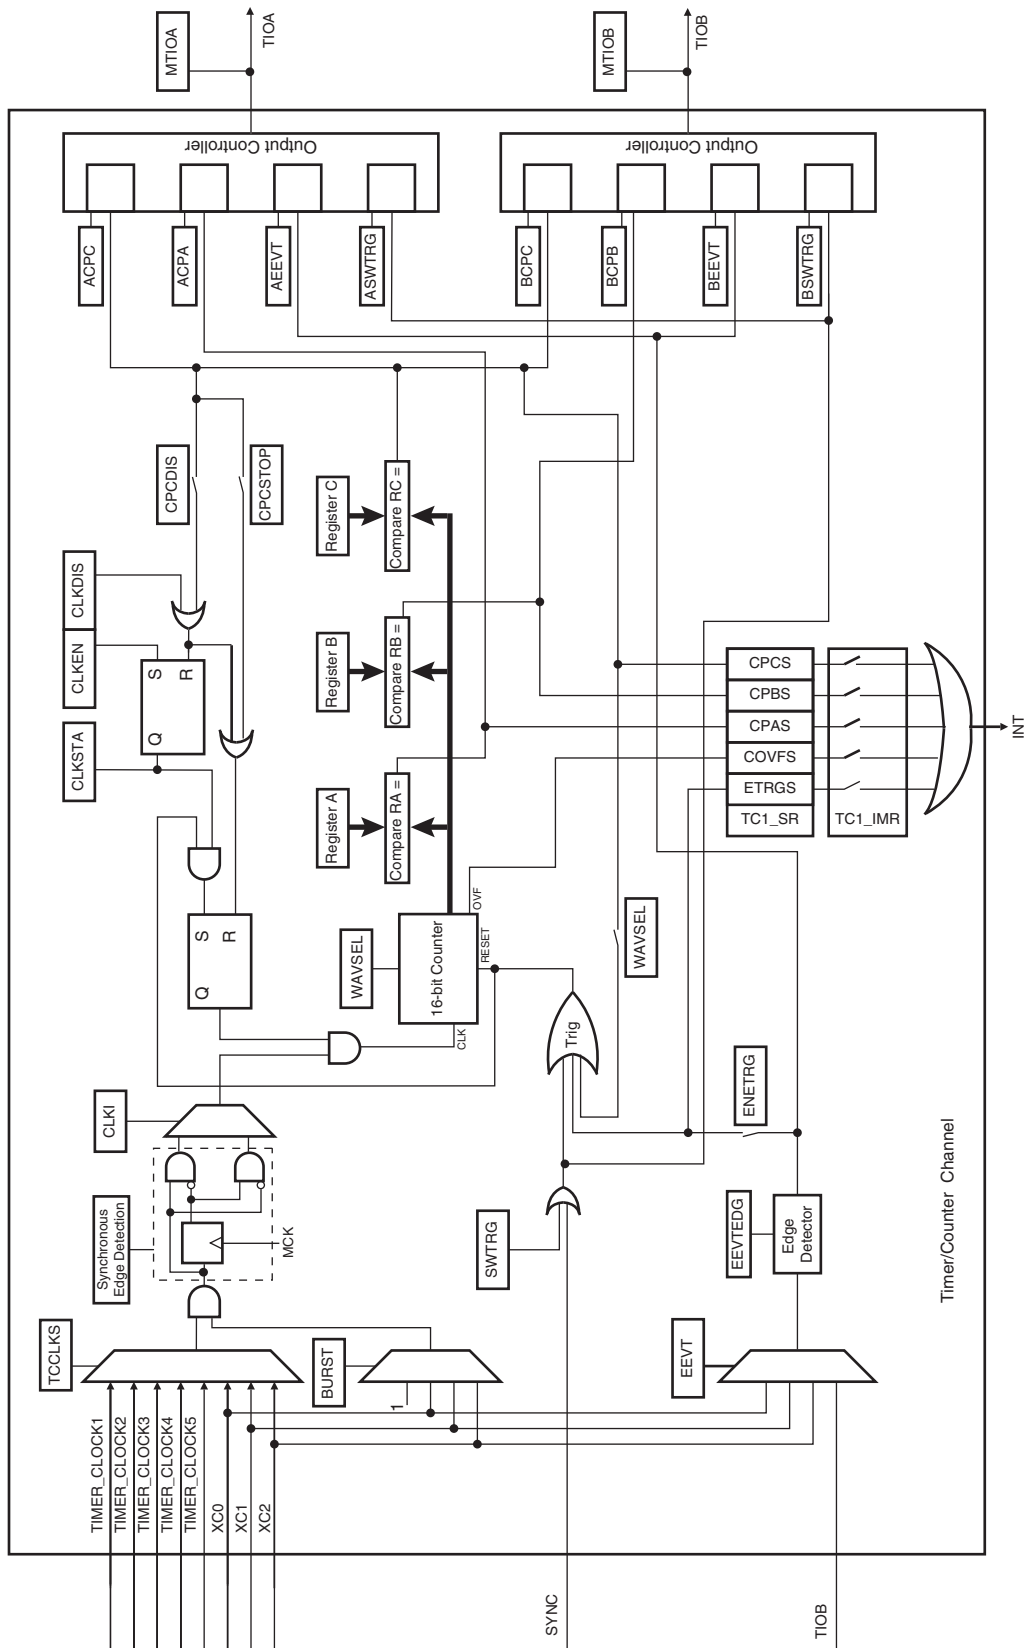 TCCLKS
TIMER_CLOCK1
TIMER_CLOCK2
TIMER_CLOCK3
TIMER_CLOCK4
TIMER_CLOCK5
XC0
XC1
XC2
Synchronous
Edge Detection
MCK
CLKI
BURST
1
CLKSTA
CLKEN
CLKDIS
Q
S
R
Q
S
R
CPCDIS
CPCSTOP
ACPC
ACPA
AEEVT
ASWTRG
Output Controller
MTIOA
TIOA
WAVSEL
16-bit Counter
CLK
RESET
OVF
Register A
Register B
Register C
Compare RA =
Compare RB =
Compare RC =
SYNC
SWTRG
Trig
WAVSEL
BCPC
BCPB
BEEVT
BSWTRG
Output Controller
MTIOB
TIOB
TIOB
EEVT
EEVTEDG
Edge
Detector
ENETRG
CPCS
CPBS
CPAS
COVFS
ETRGS
TC1_SR
TC1_IMR
INT
Timer/Counter Channel